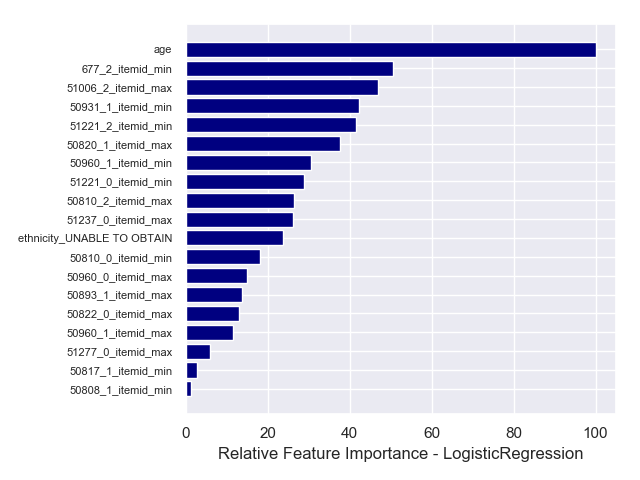 age
677_2_itemid_min
51006_2_itemid_max
50931_1_itemid_min
51221_2_itemid_min
50820_1_itemid_max
50960_1_itemid_min
51221_0_itemid_min
50810_2_itemid_max
51237_0_itemid_max
ethnicity_UNABLE TO OBTAIN
50810_0_itemid_min
50960_0_itemid_max
50893_1_itemid_max
50822_0_itemid_max
50960_1_itemid_max
51277_0_itemid_max
50817_1_itemid_min
50808_1_itemid_min
0 20 40 60 80 100
Relative Feature Importance - LogisticRegression